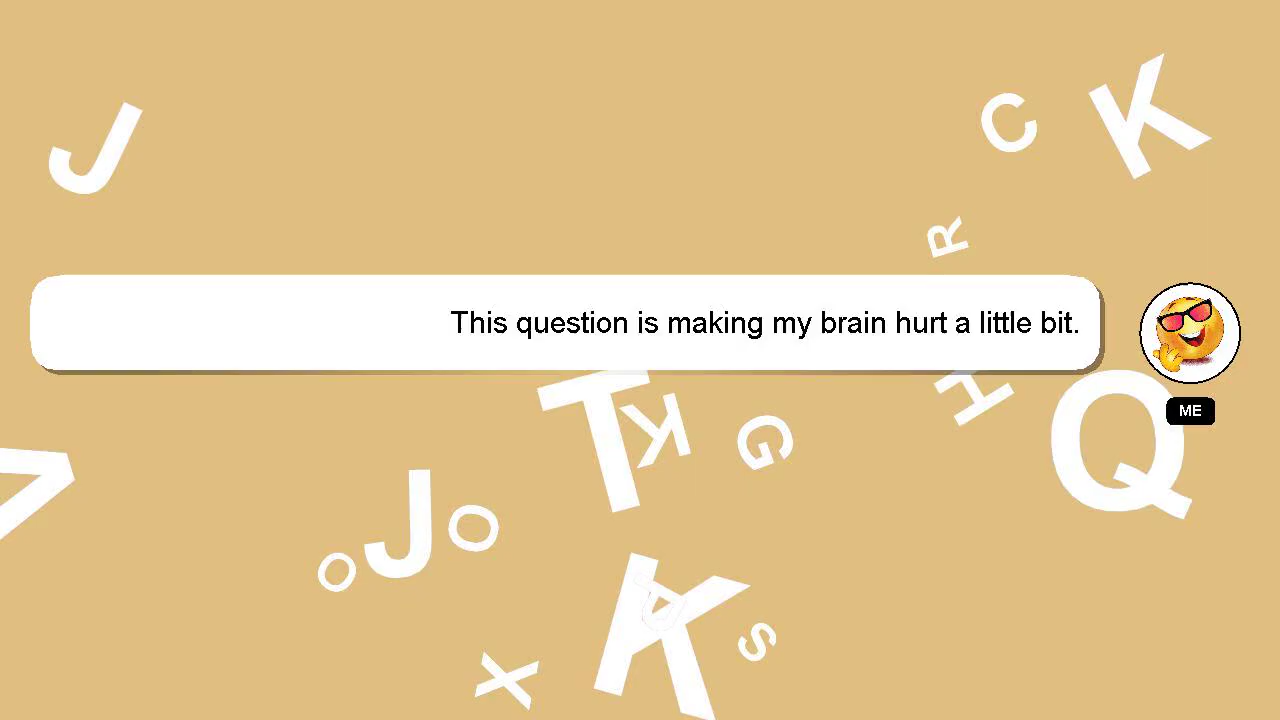 J
C
K
R
This question is making my brain hurt a little bit.
ME
T
K
G
H
Q
J
O
O
K
S
X